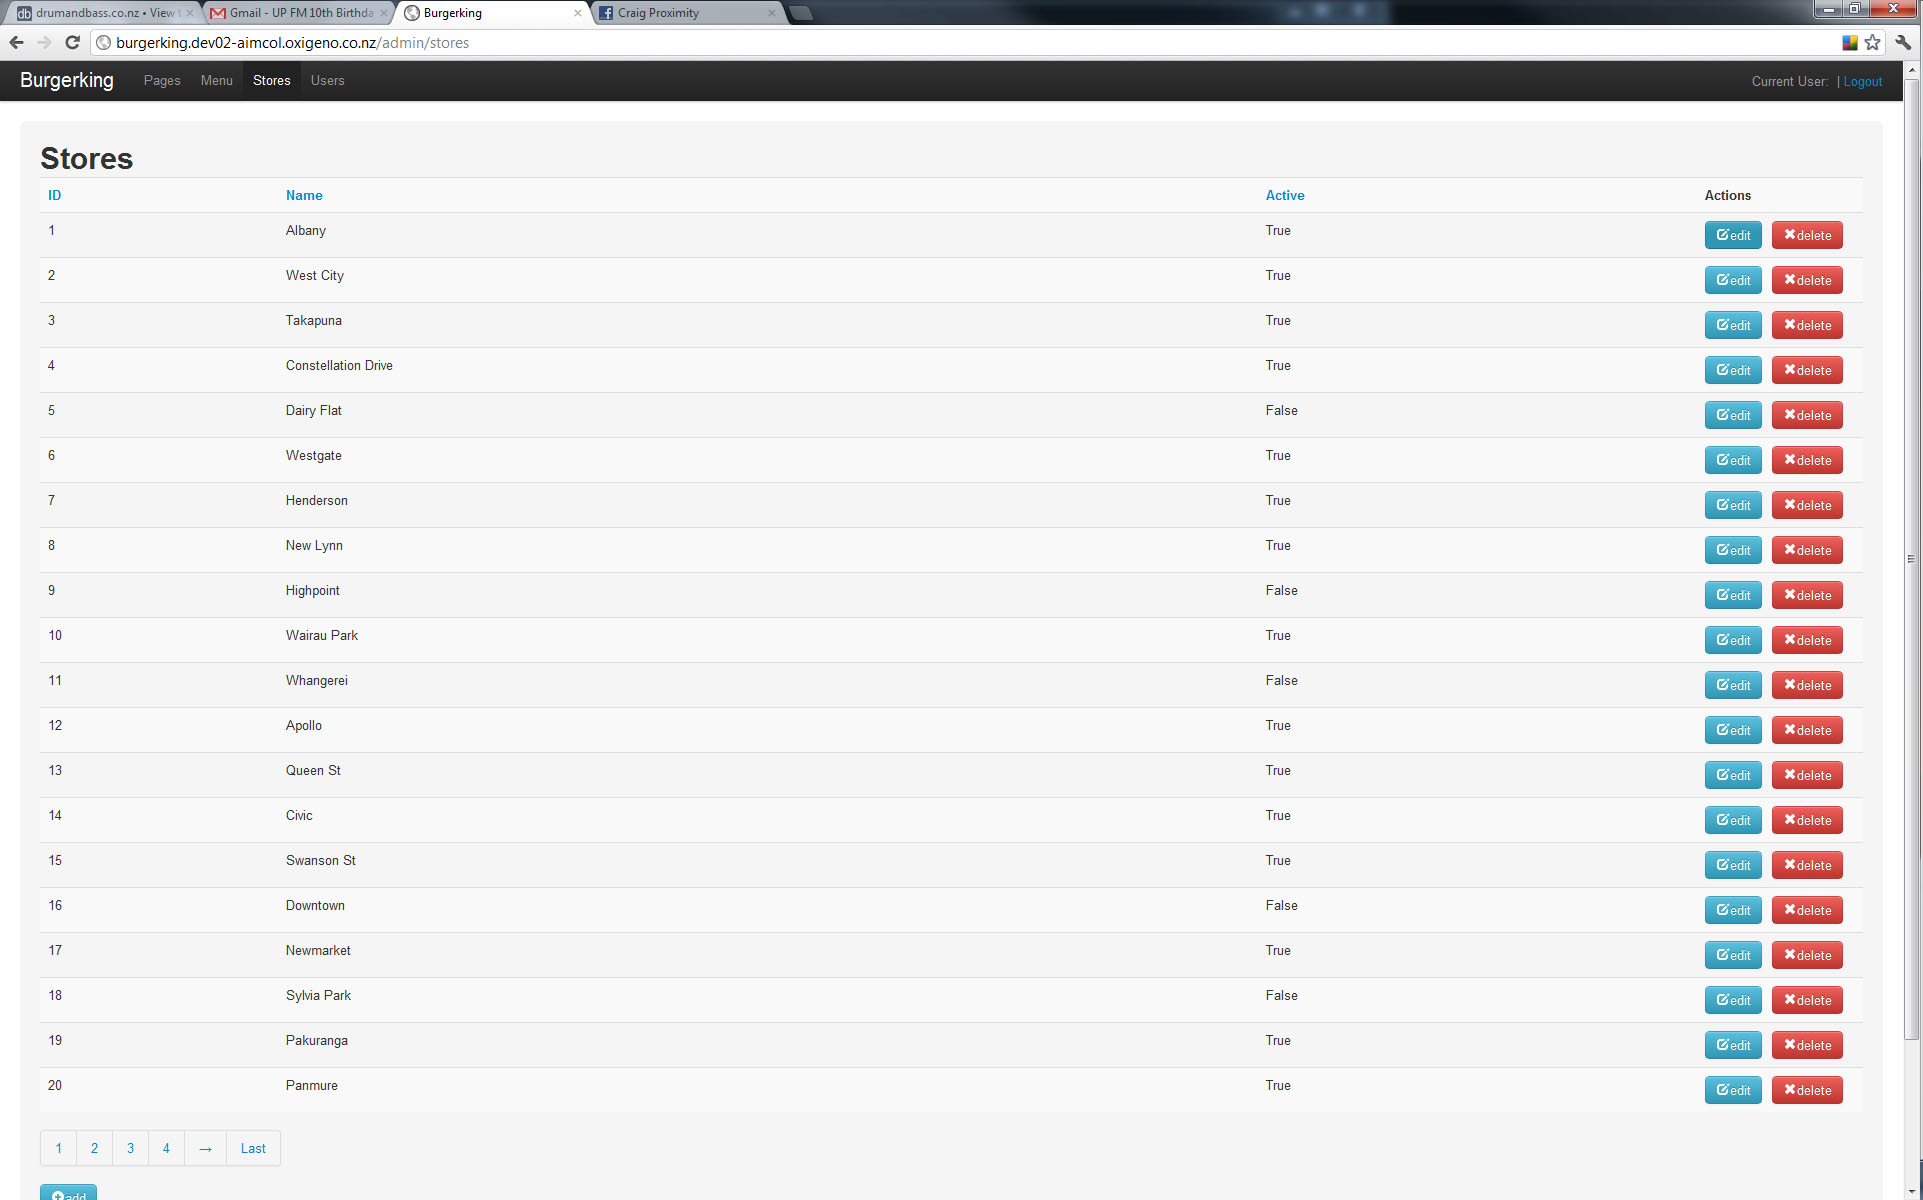 drumandbass.co.nz • View t
Gmail - UP FM 10th Birthda
Burgerking
Craig Proximity
burgerking.dev02-aimcol.oxigeno.co.nz/admin/stores
Burgerking Pages Menu Stores Users Current User: | Logout
Stores
ID Name Active Actions
1 Albany True edit delete
2 West City True edit delete
3 Takapuna True edit delete
4 Constellation Drive True edit delete
5 Dairy Flat False edit delete
6 Westgate True edit delete
7 Henderson True edit delete
8 New Lynn True edit delete
9 Highpoint False edit delete
10 Wairau Park True edit delete
11 Whangerei False edit delete
12 Apollo True edit delete
13 Queen St True edit delete
14 Civic True edit delete
15 Swanson St True edit delete
16 Downtown False edit delete
17 Newmarket True edit delete
18 Sylvia Park False edit delete
19 Pakuranga True edit delete
20 Panmure True edit delete
1 2 3 4 → Last
add